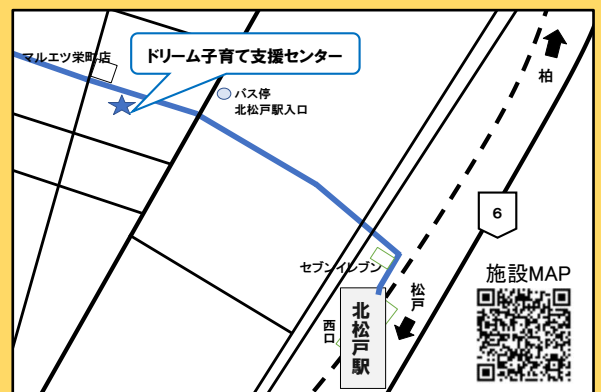 マルエツ栄町店
ドリーム子育て支援センター
バス停
北松戸駅入口
柏
6
セブンイレブン
施設MAP
松戸
西口
北松戸駅